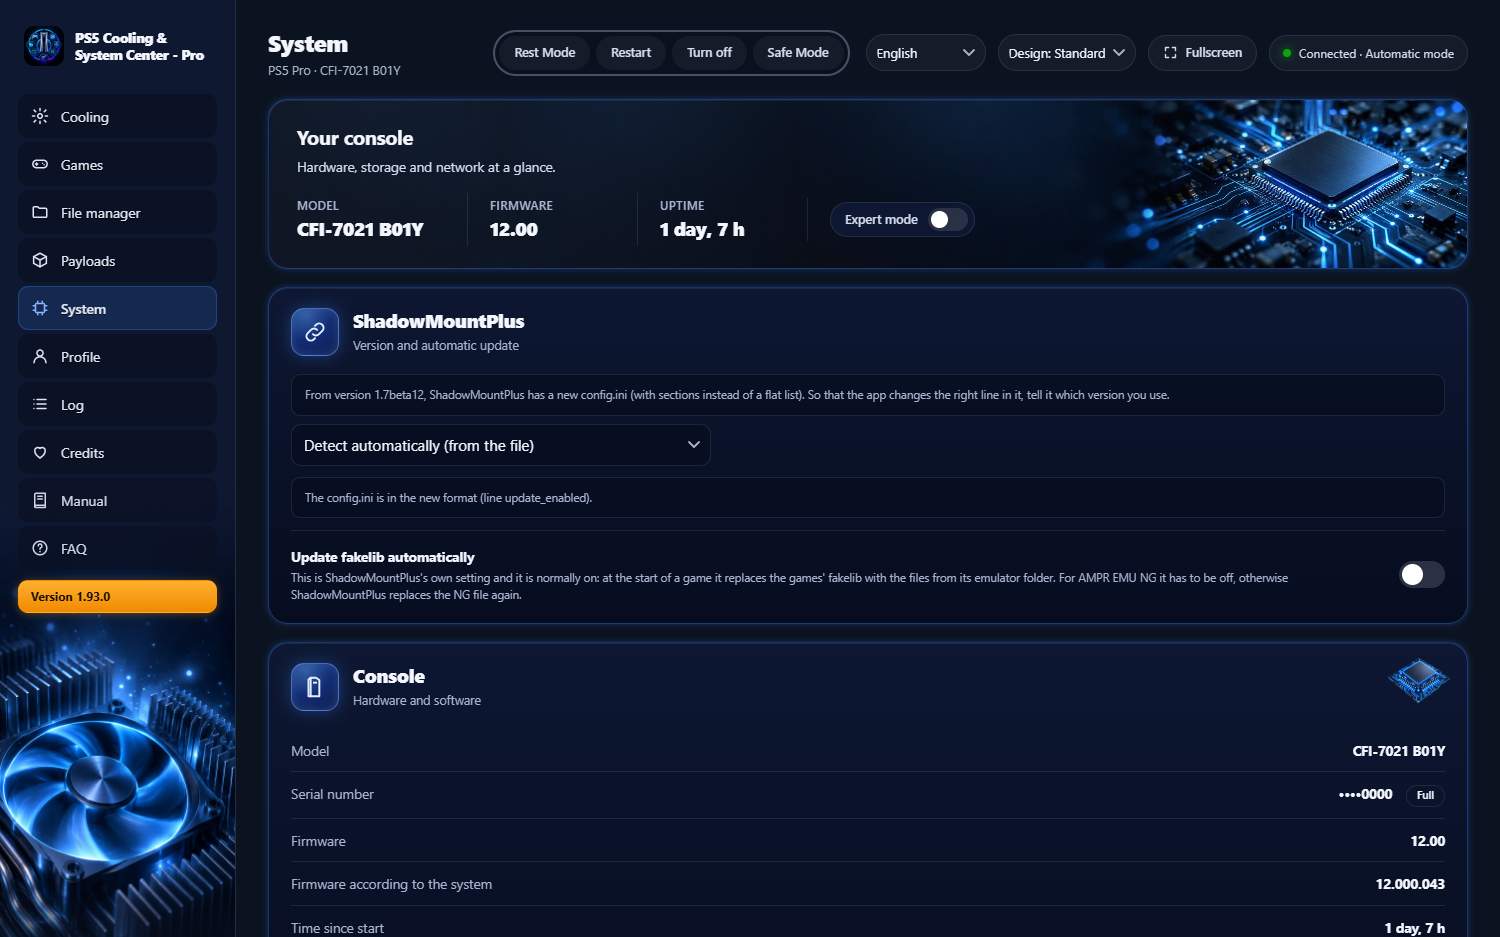 PS5 Cooling &
System Center - Pro
Cooling
Games
File manager
Payloads
System
Profile
Log
Credits
Manual
FAQ
Version 1.93.0
System
PS5 Pro · CFI-7021 B01Y
Rest Mode
Restart
Turn off
Safe Mode
English
Design: Standard
Fullscreen
Connected · Automatic mode
Your console
Hardware, storage and network at a glance.
MODEL
CFI-7021 B01Y
FIRMWARE
12.00
UPTIME
1 day, 7 h
Expert mode
ShadowMountPlus
Version and automatic update
From version 1.7beta12, ShadowMountPlus has a new config.ini (with sections instead of a flat list). So that the app changes the right line in it, tell it which version you use.
Detect automatically (from the file)
The config.ini is in the new format (line update_enabled).
Update fakelib automatically
This is ShadowMountPlus's own setting and it is normally on: at the start of a game it replaces the games' fakelib with the files from its emulator folder. For AMPR EMU NG it has to be off, otherwise
ShadowMountPlus replaces the NG file again.
Console
Hardware and software
Model
CFI-7021 B01Y
Serial number
••••0000
Full
Firmware
12.00
Firmware according to the system
12.000.043
Time since start
1 day, 7 h